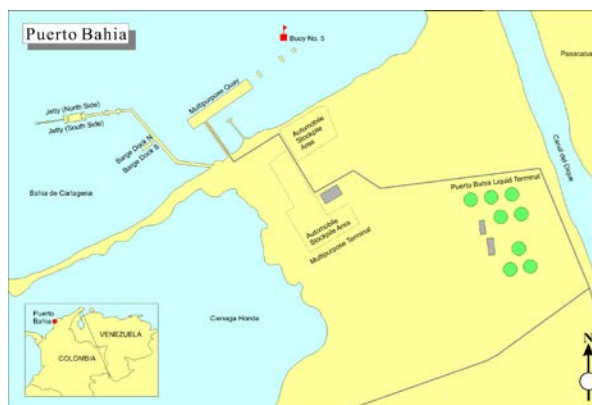 Puerto Bahia
Buoy No. 5
Pasacaba
Multipurpose Quay
Jetty (North Side)
Jetty (South Side)
Barge Dock N
Barge Dock S
Automobile
Stockpile
Area
Canal del Dique
Bahia de Cartagena
Puerto Bahia Liquid Terminal
Automobile
Stockpile Area
Multipurpose Terminal
Cienaga Honda
Puerto
Bahia
VENEZUELA
COLOMBIA
N